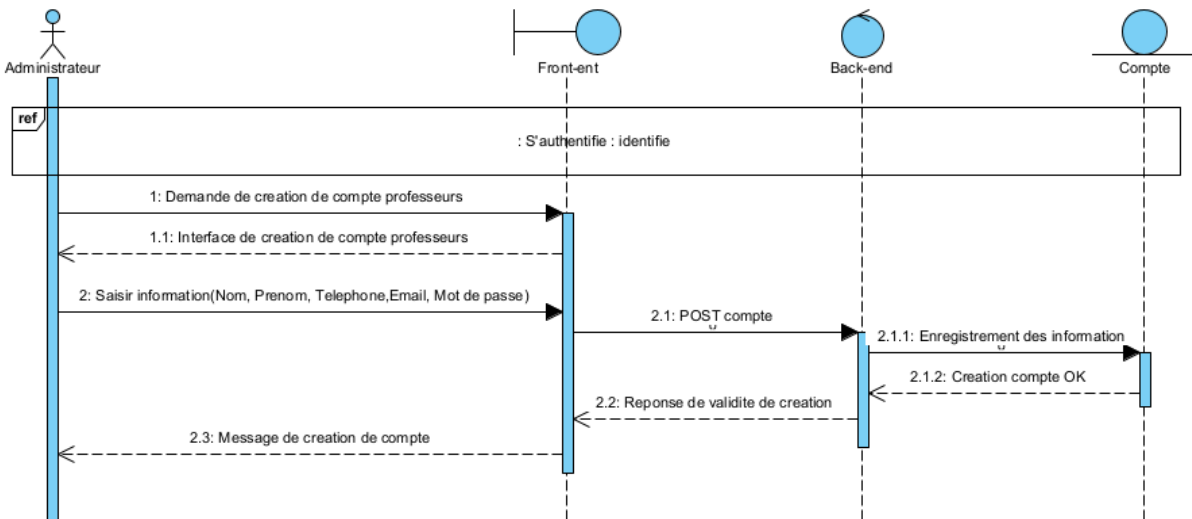 Administrateur
Front-ent
Back-end
Compte
ref
: S'authentifie : identifie
1: Demande de creation de compte professeurs
1.1: Interface de creation de compte professeurs
2: Saisir information(Nom, Prenom, Telephone,Email, Mot de passe)
2.1: POST compte
2.1.1: Enregistrement des information
2.1.2: Creation compte OK
2.2: Reponse de validite de creation
2.3: Message de creation de compte